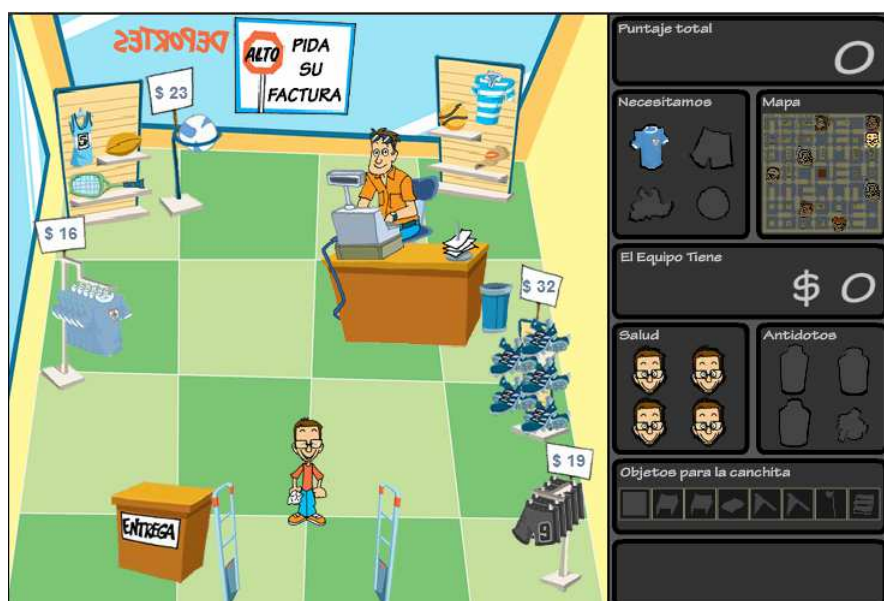 DEPORTES
ALTO
PIDA
SU
FACTURA
$ 23
$ 16
$ 32
$ 19
ENTREGA
9
Puntaje total
0
Necesitamos
Mapa
El Equipo Tiene
$ 0
Salud
Antidotos
Objetos para la canchita